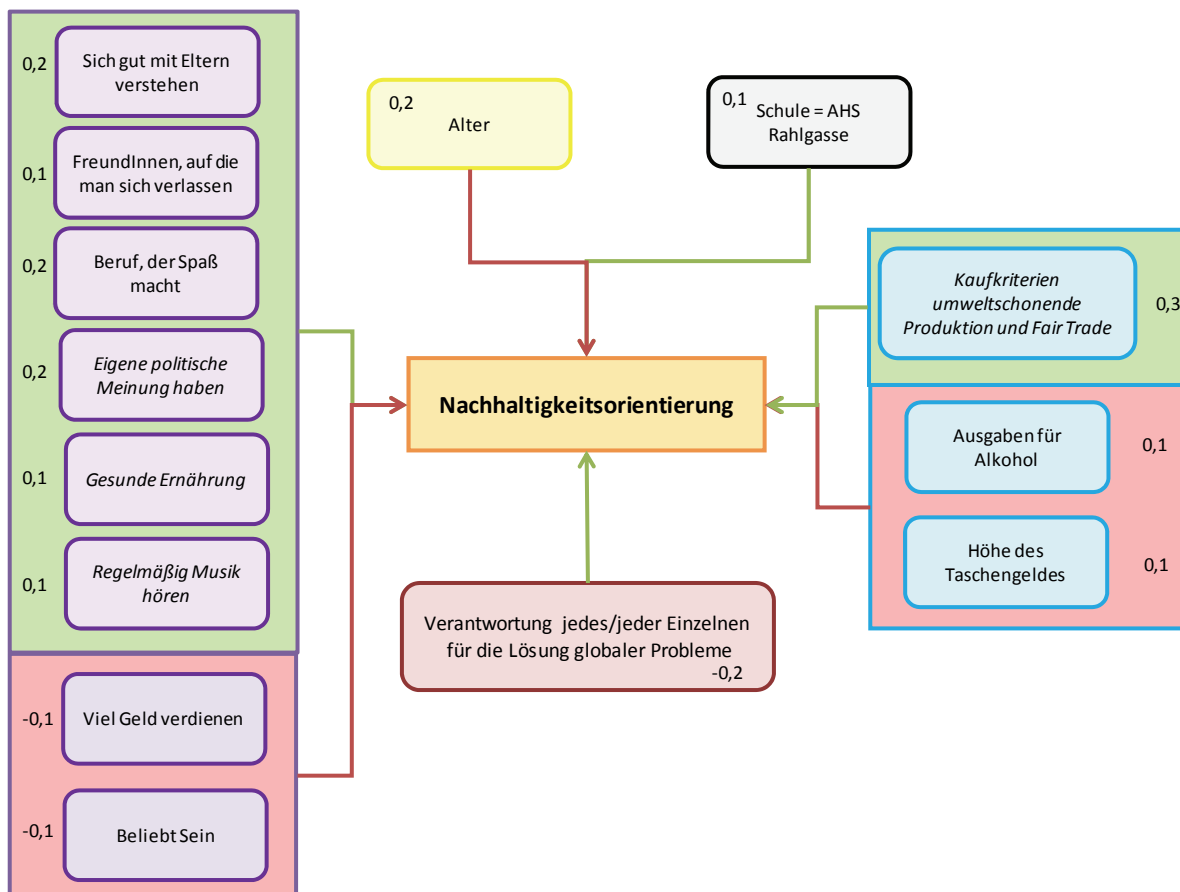 0,2
Sich gut mit Eltern
verstehen
0,1
FreundInnen, auf die
man sich verlassen
0,2
Beruf, der Spaß
macht
0,2
Eigene politische
Meinung haben
0,1
Gesunde Ernährung
0,1
Regelmäßig Musik
hören
-0,1
Viel Geld verdienen
-0,1
Beliebt Sein
0,2
Alter
0,1
Schule = AHS
Rahlgasse
Nachhaltigkeitsorientierung
Verantwortung jedes/jeder Einzelnen
für die Lösung globaler Probleme
-0,2
Kaufkriterien
umweltschonende
Produktion und Fair Trade
0,3
Ausgaben für
Alkohol
0,1
Höhe des
Taschengeldes
0,1